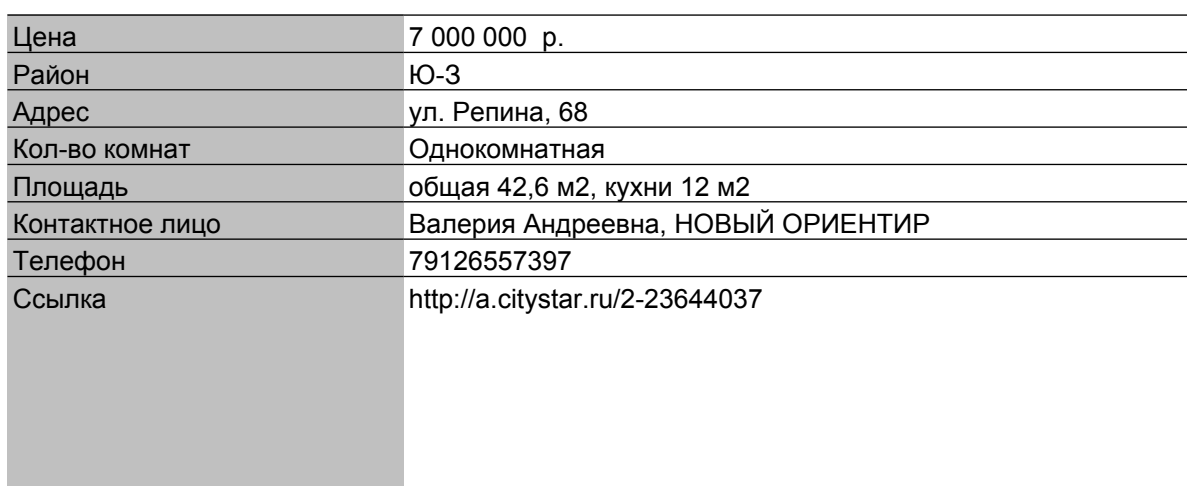 Цена 7 000 000 р.
Район Ю-З
Адрес ул. Репина, 68
Кол-во комнат Однокомнатная
Площадь общая 42,6 м2, кухни 12 м2
Контактное лицо Валерия Андреевна, НОВЫЙ ОРИЕНТИР
Телефон 79126557397
Ссылка http://a.citystar.ru/2-23644037